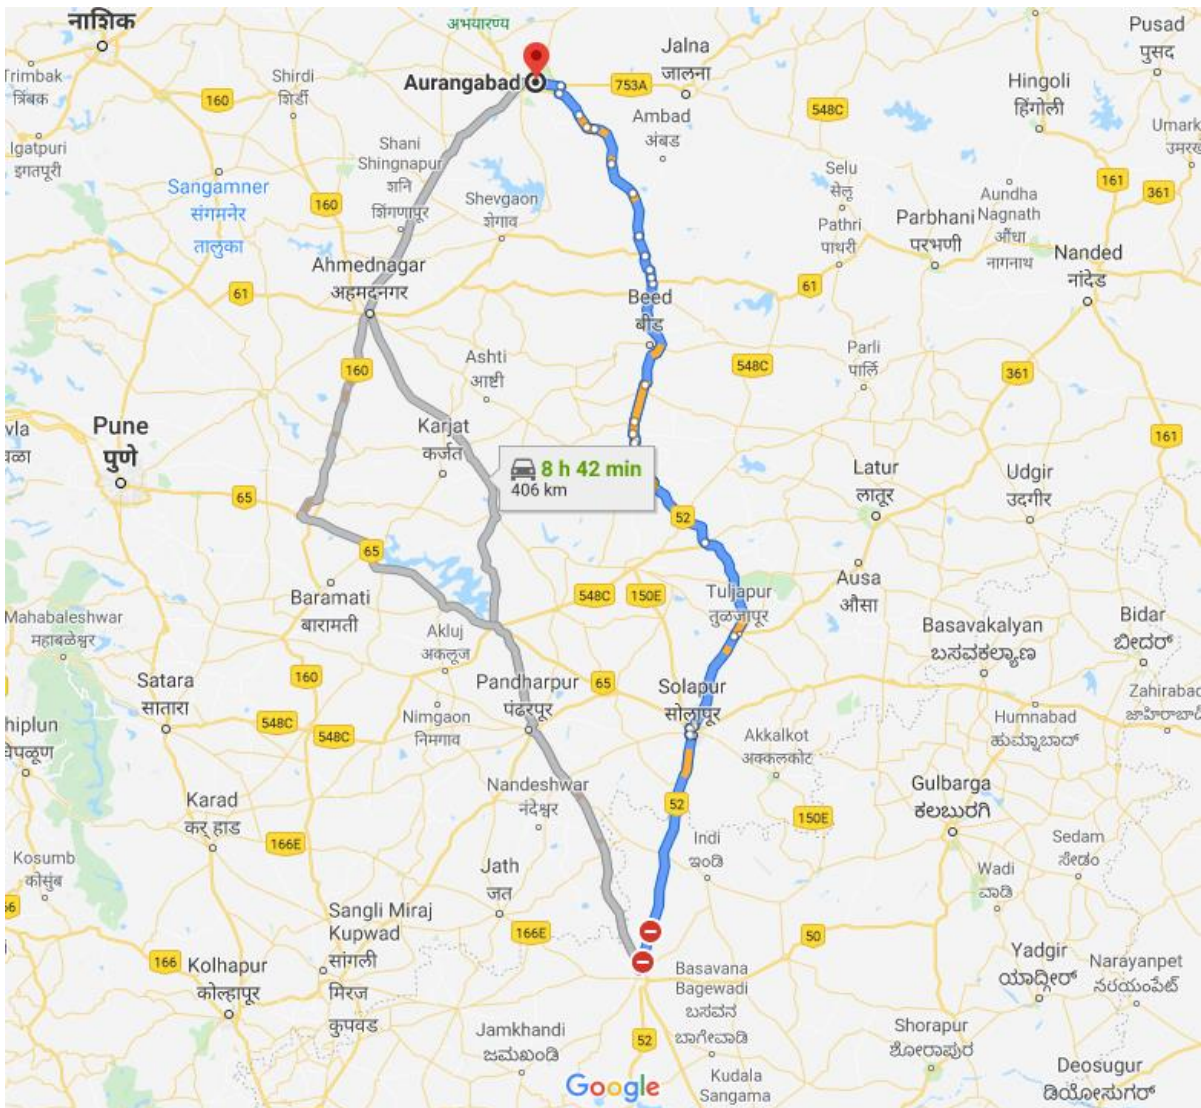 नाशिक
अभयारण्य
Pusad
पुसद
Jalna
जालना
Trimbak
त्रिंबक
Shirdi
शिर्डी
Aurangabad
753A
Hingoli
हिंगोली
160
548C
Ambad
अंबड
Umark
उमरख
Igatpuri
इगतपूरी
Shani
Shingnapur
शनि
शिंगणापूर
Selu
सेलू
161
361
Sangamner
संगमनेर
तालुका
160
Shevgaon
शेगाव
Aundha
Nagnath
औंधा
नागनाथ
Pathri
पाथरी
Parbhani
परभणी
Nanded
नांदेड
Ahmednagar
अहमदनगर
61
61
Beed
बीड
Ashti
आष्टी
160
548C
Parli
पार्लि
361
Karjat
कर्जत
vla
वळा
Pune
पुणे
161
8 h 42 min
406 km
Latur
लातूर
Udgir
उदगीर
65
52
65
Ausa
औसा
Baramati
बारामती
548C
150E
Tuljapur
तुळजापूर
Mahabaleshwar
महाबळेश्वर
Akluj
अकलूज
Basavakalyan
ಬಸವಕಲ್ಯಾಣ
Bidar
ಬೀದರ್
Satara
सातारा
160
Pandharpur
पंढरपूर
65
Solapur
सोलापूर
Zahirabad
548C
548C
Nimgaon
निमगाव
Humnabad
ಹುಮ್ನಾಬಾದ್
hiplun
Akkalkot
अक्कलकोट
Nandeshwar
नंदेश्वर
52
150E
Gulbarga
ಕಲಬುರಗಿ
Karad
कर् हाड
166E
Indi
ಇಂಡಿ
Sedam
ಸೇಡಂ
Kosumb
कोसुंब
Jath
जत
Wadi
ವಾಡಿ
66
Sangli Miraj
Kupwad
सांगली
मिरज
कुपवड
166E
50
166
Kolhapur
कोल्हापूर
Basavana
Bagewadi
ಬಸವನ
ಬಾಗೇವಾಡಿ
Yadgir
ಯಾದ್ಗೀರ್
Narayanpet
ನರಯಂಪೇಟ್
Jamkhandi
ಜಮಖಂಡಿ
52
Shorapur
ಶೋರಾಪುರ
Google
Kudala
Sangama
Deosugur
ಡಿಯೋಸುಗರ್